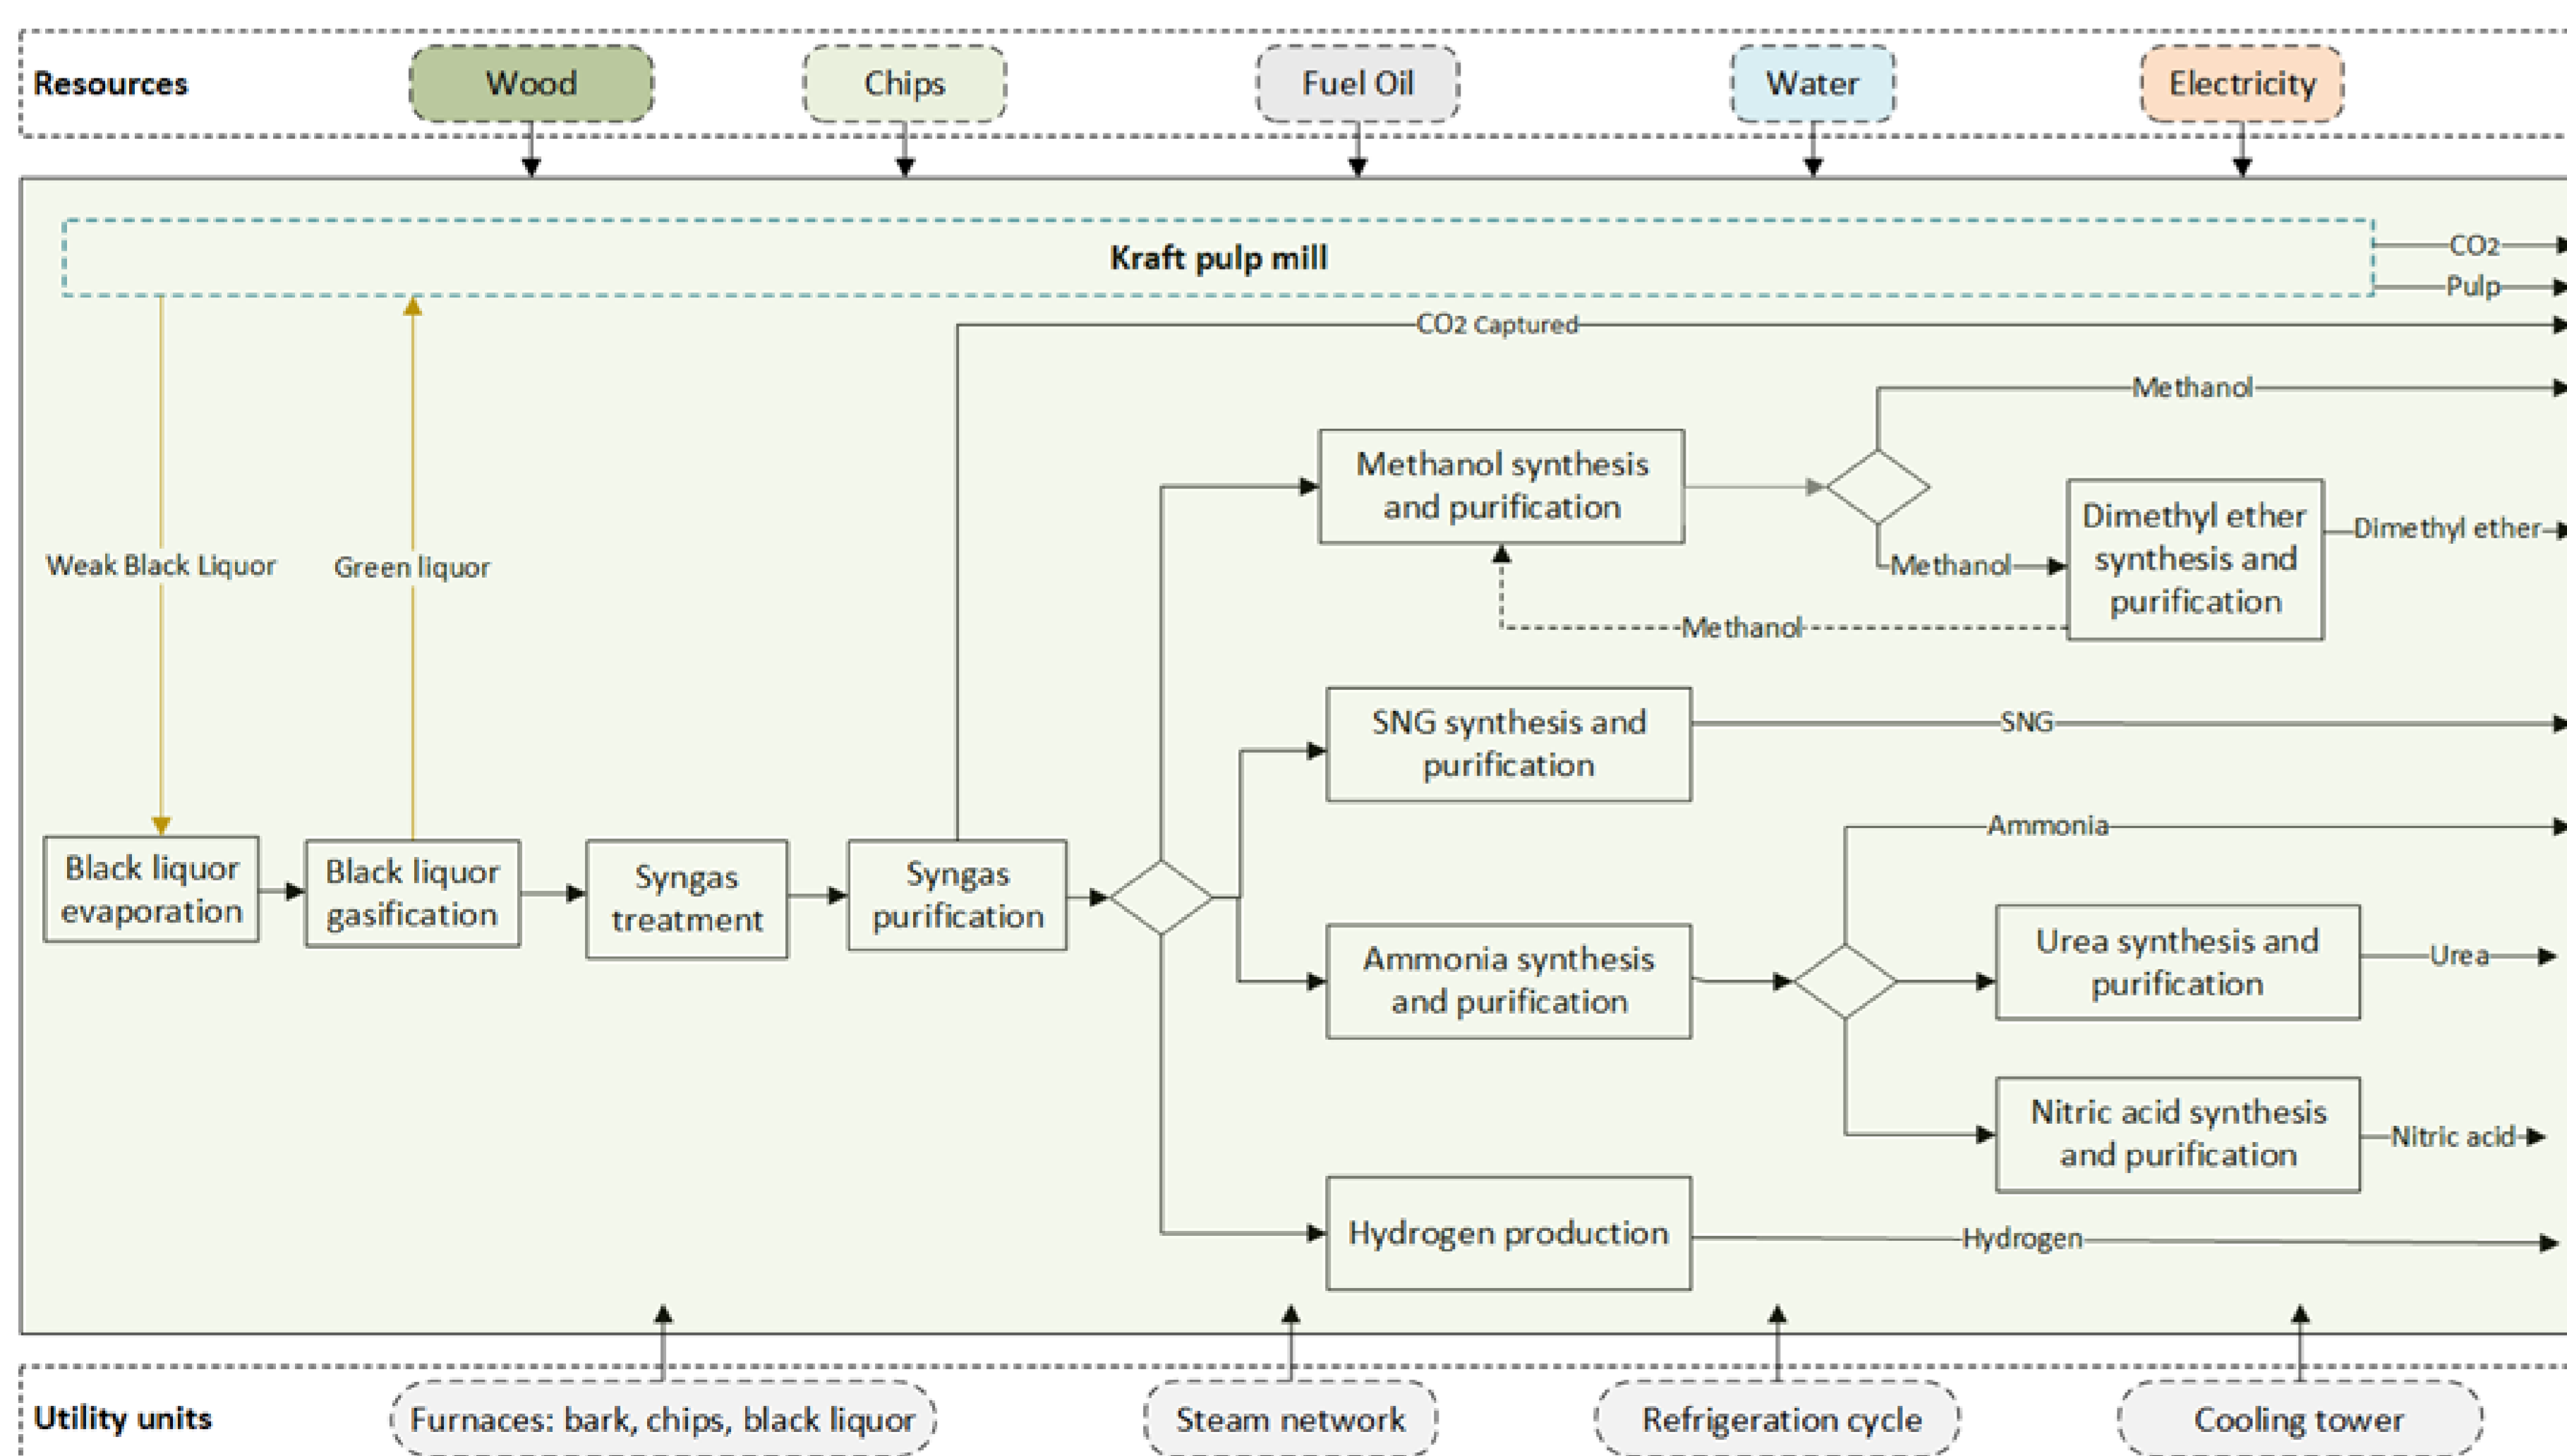 Resources
Wood
Chips
Fuel Oil
Water
Electricity
Kraft pulp mill
CO2
Pulp
CO2 Captured
Methanol
Methanol synthesis
and purification
Dimethyl ether
synthesis and
purification
Dimethyl ether
Weak Black Liquor
Green liquor
Methanol
Methanol
SNG synthesis and
purification
SNG
Ammonia
Black liquor
evaporation
Black liquor
gasification
Syngas
treatment
Syngas
purification
Ammonia synthesis
and purification
Urea synthesis and
purification
Urea
Nitric acid synthesis
and purification
Nitric acid
Hydrogen production
Hydrogen
Utility units
Furnaces: bark, chips, black liquor
Steam network
Refrigeration cycle
Cooling tower